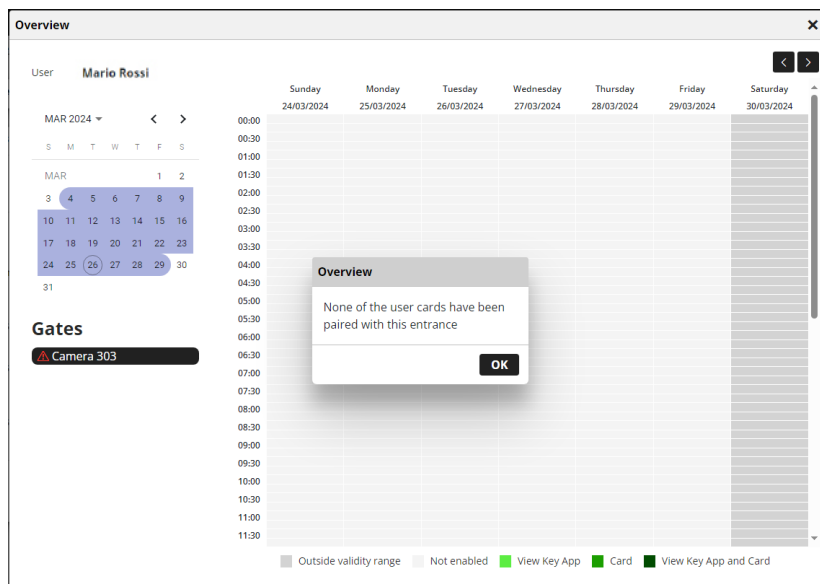 Overview
User Mario Rossi
MAR 2024
S M T W T F S
MAR 1 2
3 4 5 6 7 8 9
10 11 12 13 14 15 16
17 18 19 20 21 22 23
24 25 26 27 28 29 30
31
Gates
Camera 303
Sunday Monday Tuesday Wednesday Thursday Friday Saturday
24/03/2024 25/03/2024 26/03/2024 27/03/2024 28/03/2024 29/03/2024 30/03/2024
00:00
00:30
01:00
01:30
02:00
02:30
03:00
03:30
04:00
04:30
05:00
05:30
06:00
06:30
07:00
07:30
08:00
08:30
09:00
09:30
10:00
10:30
11:00
11:30
Overview
None of the user cards have been
paired with this entrance
OK
Outside validity range Not enabled View Key App Card View Key App and Card